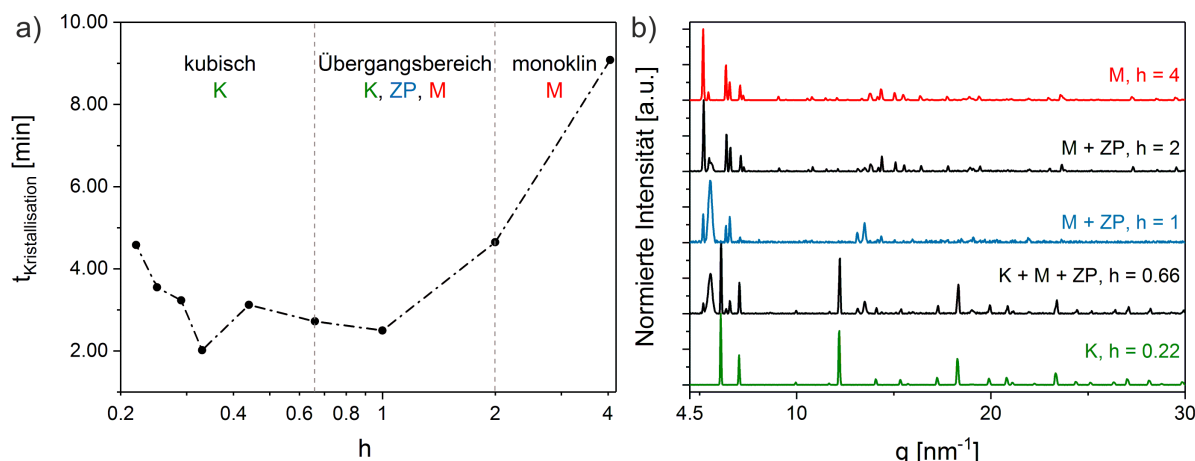 a)
10.00
8.00
6.00
4.00
2.00
t_Kristallisation [min]
kubisch
K
Übergangsbereich
K, ZP, M
monoklin
M
0.2
0.4
0.6
0.8
1
2
4
h
b)
Normierte Intensität [a.u.]
M, h = 4
M + ZP, h = 2
M + ZP, h = 1
K + M + ZP, h = 0.66
K, h = 0.22
4.5
10
20
30
q [nm⁻¹]